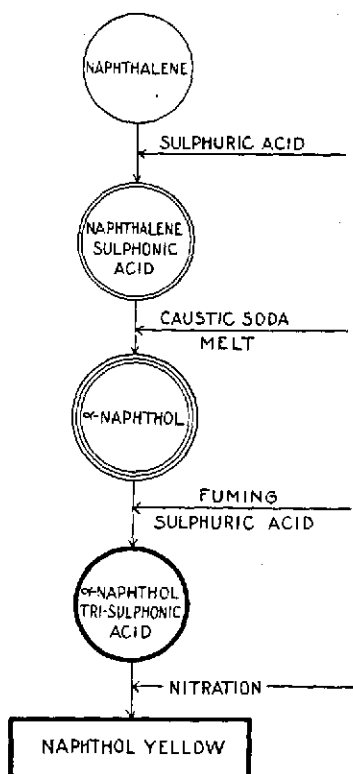 NAPHTHALENE
SULPHURIC ACID
NAPHTHALENE
SULPHONIC
ACID
CAUSTIC SODA
MELT
∝-NAPHTHOL
FUMING
SULPHURIC ACID
∝-NAPHTHOL
TRI-SULPHONIC
ACID
NITRATION
NAPHTHOL YELLOW